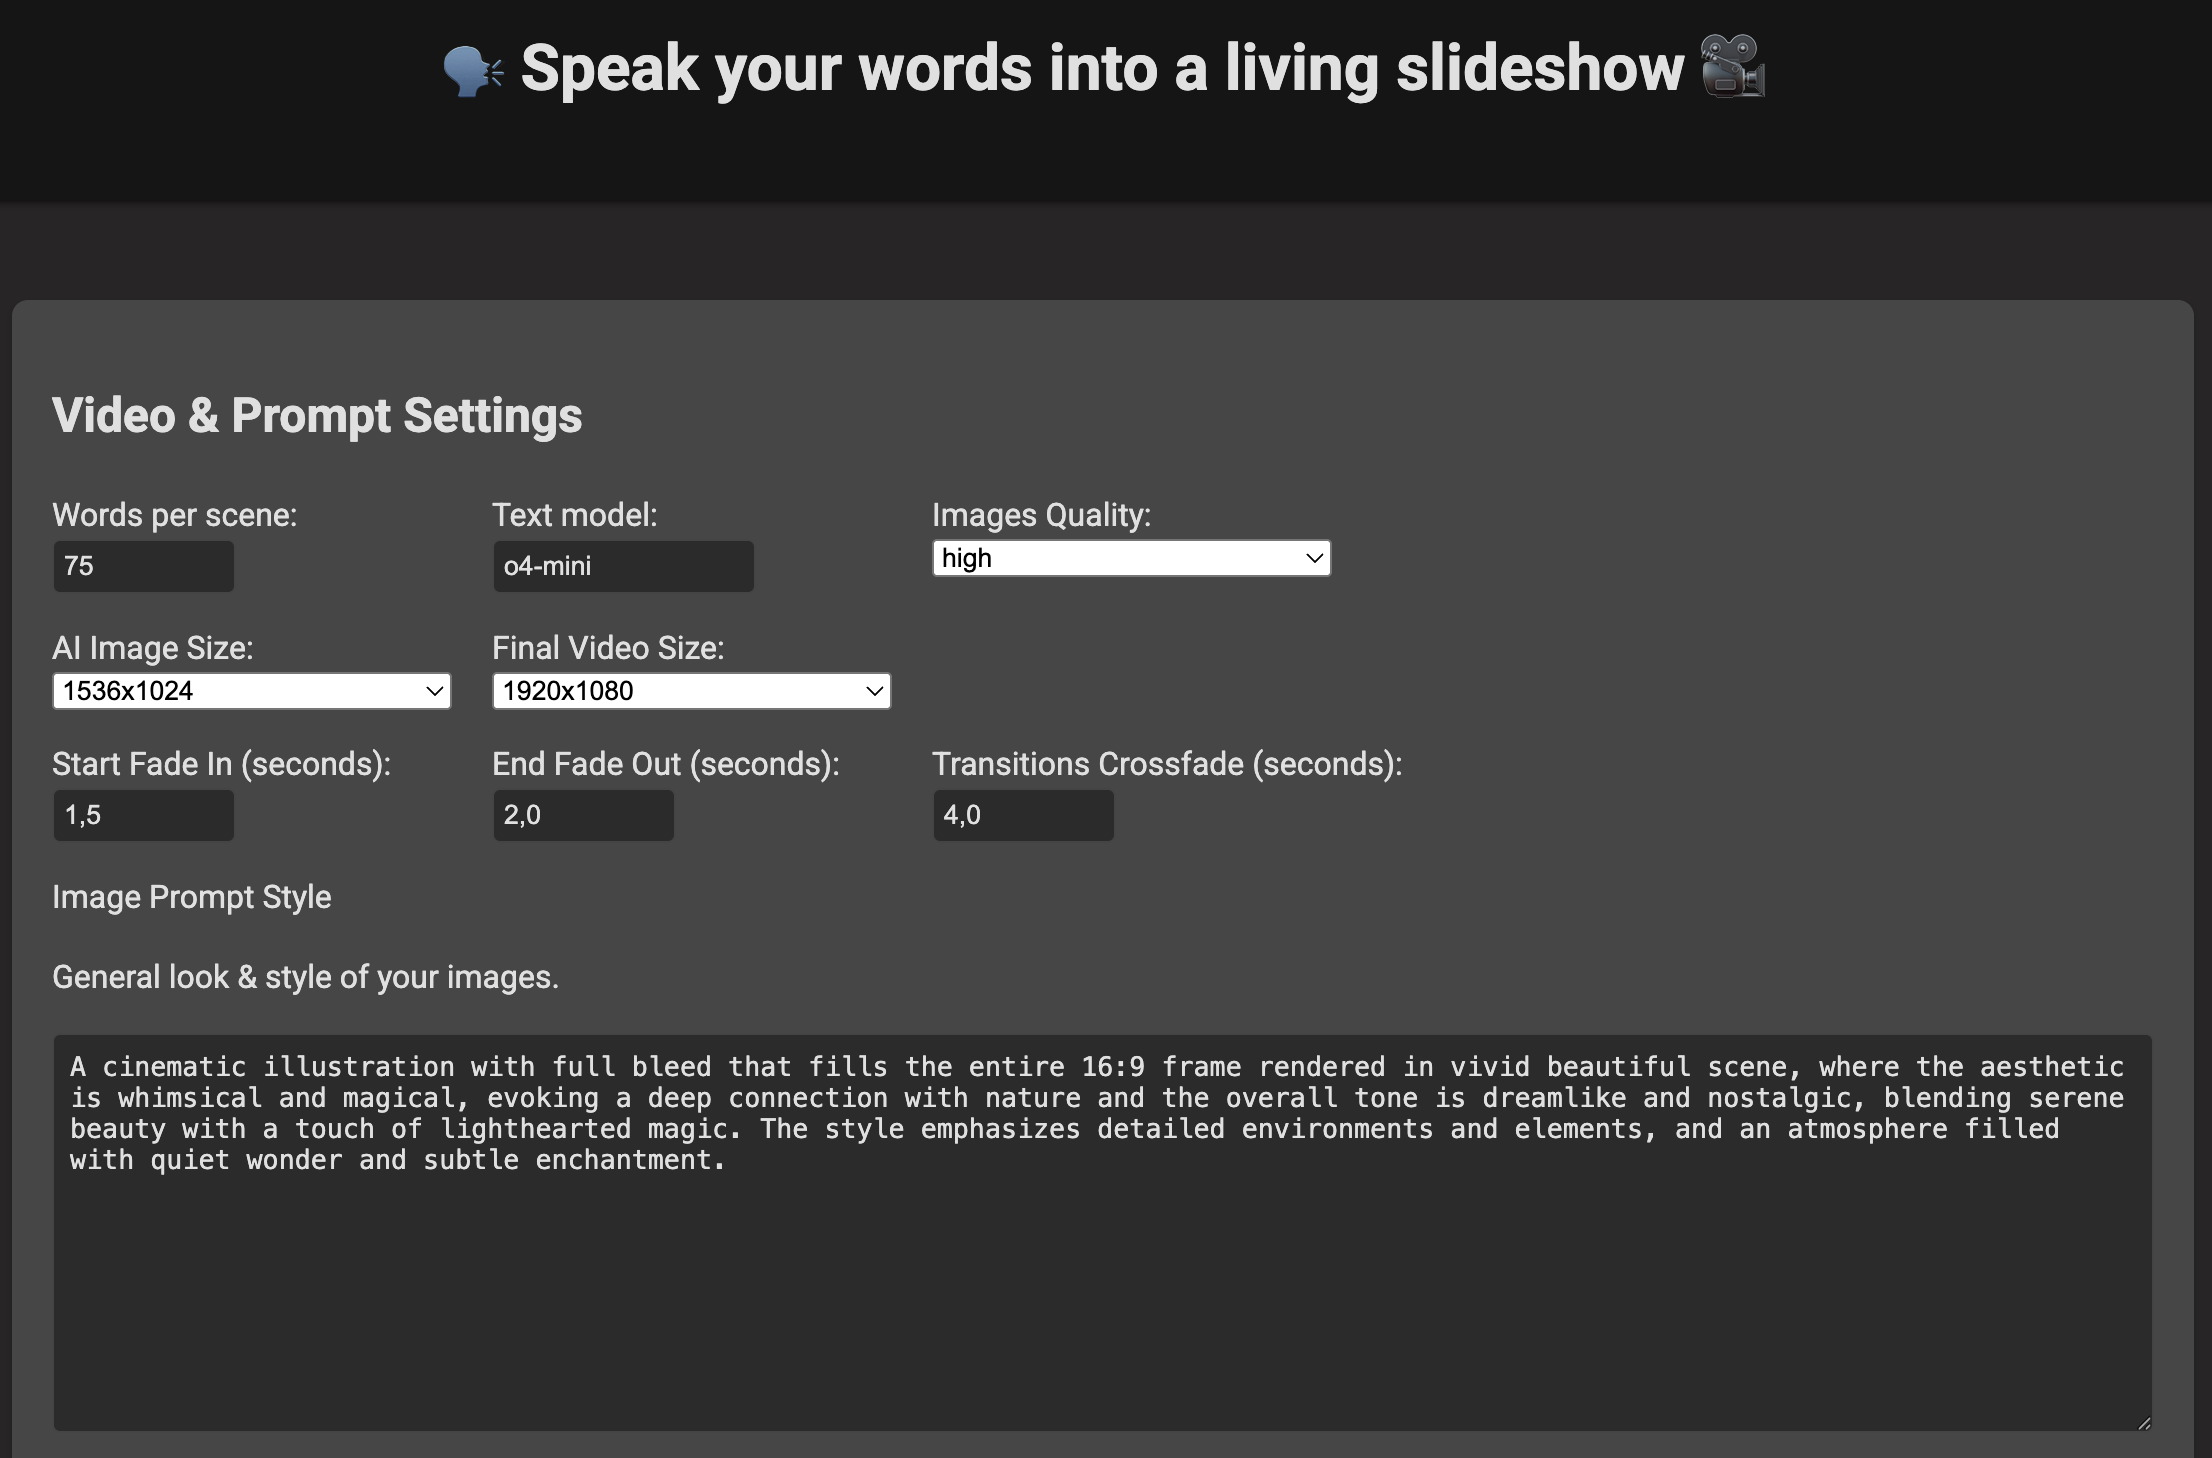 🗣️ Speak your words into a living slideshow 🎥
Video & Prompt Settings
Words per scene: Text model: Images Quality:
75 o4-mini high
AI Image Size: Final Video Size:
1536x1024 1920x1080
Start Fade In (seconds): End Fade Out (seconds): Transitions Crossfade (seconds):
1,5 2,0 4,0
Image Prompt Style
General look & style of your images.
A cinematic illustration with full bleed that fills the entire 16:9 frame rendered in vivid beautiful scene, where the aesthetic
is whimsical and magical, evoking a deep connection with nature and the overall tone is dreamlike and nostalgic, blending serene
beauty with a touch of lighthearted magic. The style emphasizes detailed environments and elements, and an atmosphere filled
with quiet wonder and subtle enchantment.